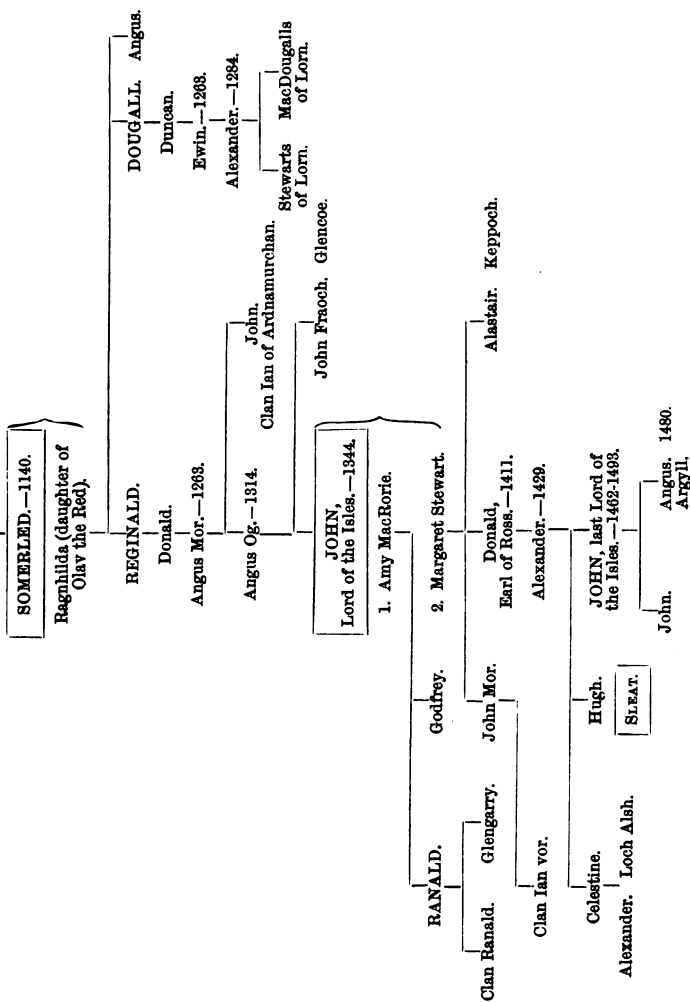 SOMERLED.—1140.
Ragnhilda (daughter of
Olav the Red).
REGINALD.
DOUGALL.
Angus.
Donald.
Duncan.
Angus Mor.—1263.
Ewin.—1263.
Alexander.—1284.
Angus Og.—1314.
John.
Clan Ian of Ardnamurchan.
Stewarts
of Lorn.
MacDougalls
of Lorn.
JOHN,
Lord of the Isles.—1344.
John Fraoch. Glencoe.
1. Amy MacRorie.
RANALD.
Godfrey.
2. Margaret Stewart.
Clan Ranald.
Glengarry.
John Mor.
Donald,
Earl of Ross.—1411.
Alastair. Keppoch.
Clan Ian vor.
Alexander.—1429.
Celestine.
Hugh.
JOHN, last Lord of
the Isles.—1462-1493.
Alexander. Loch Alsh.
SLEAT.
John.
Angus. 1480.
Argyll.